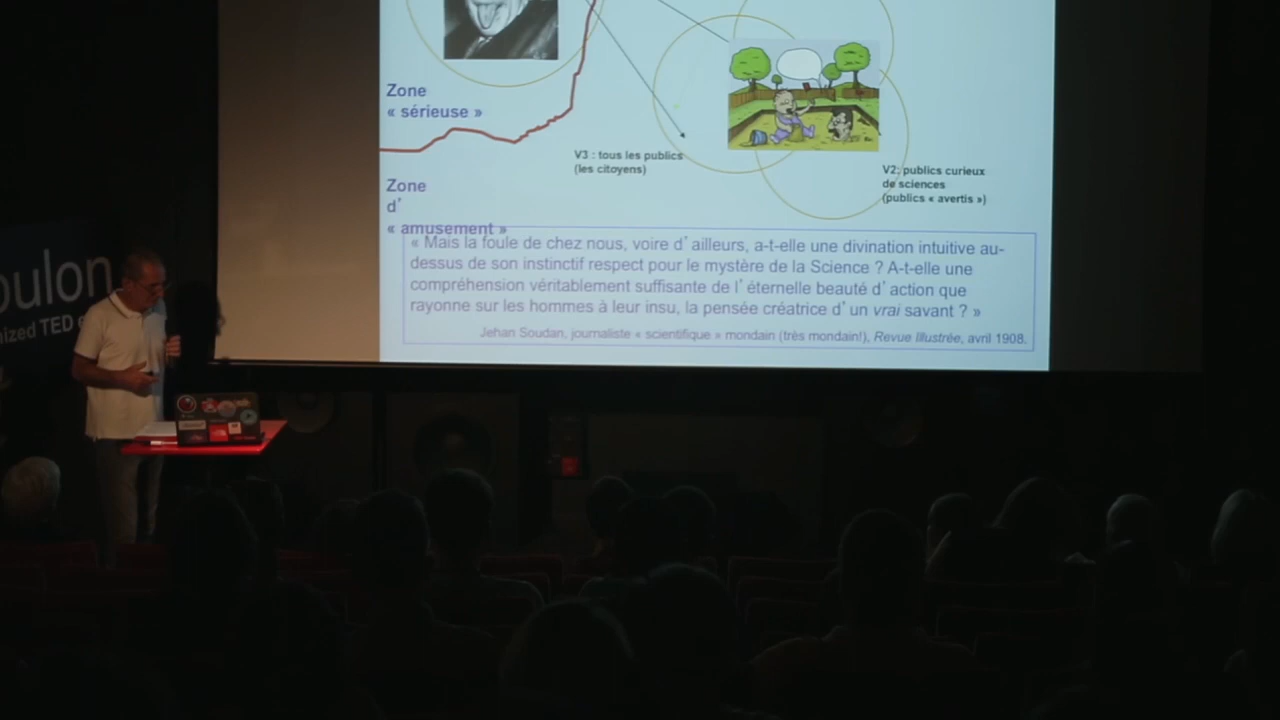 Zone
« sérieuse »
V3 : tous les publics
(les citoyens)
V2: publics curieux
de sciences
(publics « avertis »)
Zone
d’
« amusement »
« Mais la foule de chez nous, voire d’ailleurs, a-t-elle une divination intuitive au-
dessus de son instinctif respect pour le mystère de la Science ? A-t-elle une
compréhension véritablement suffisante de l’éternelle beauté d’action que
rayonne sur les hommes à leur insu, la pensée créatrice d’un vrai savant ? »
Jehan Soudan, journaliste « scientifique » mondain (très mondain!), Revue Illustrée, avril 1908.
oulon
nized TED e